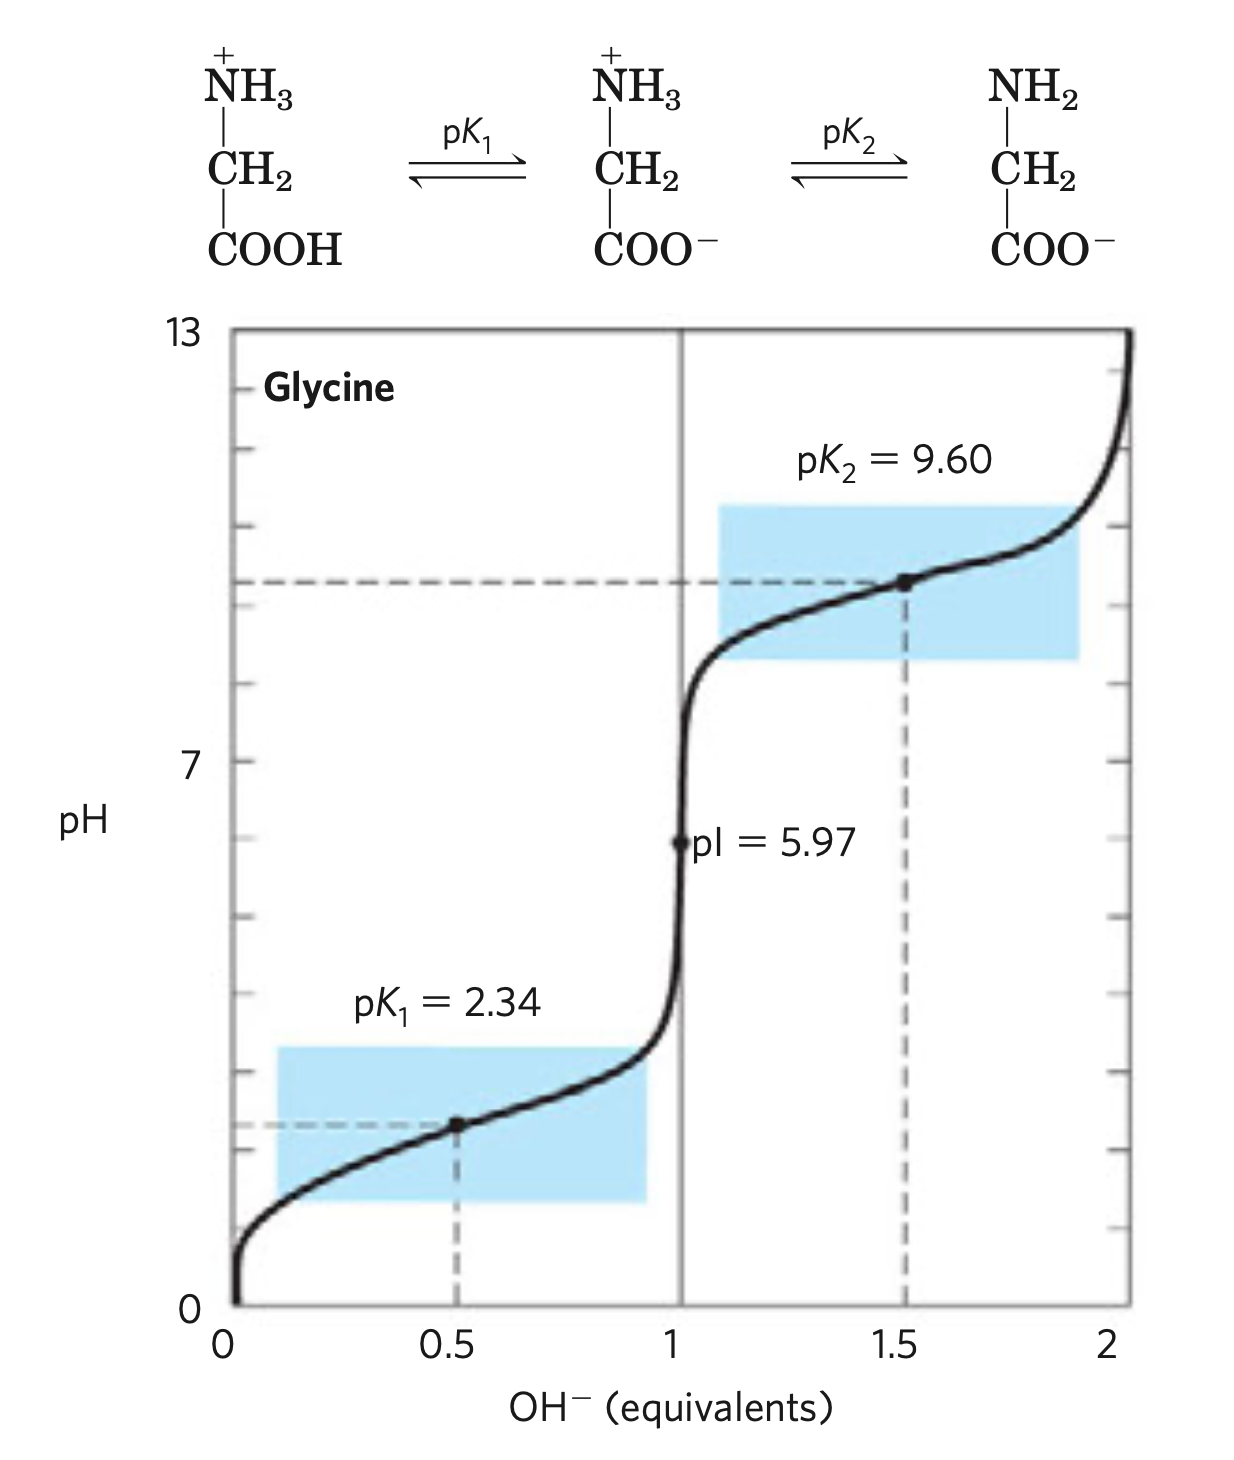 + +
NH₃ NH₃ NH₂
pK₁ pK₂
CH₂ CH₂ CH₂
COOH COO⁻ COO⁻
13
Glycine
pK₂ = 9.60
7
pH
pI = 5.97
pK₁ = 2.34
0
0 0.5 1 1.5 2
OH⁻ (equivalents)